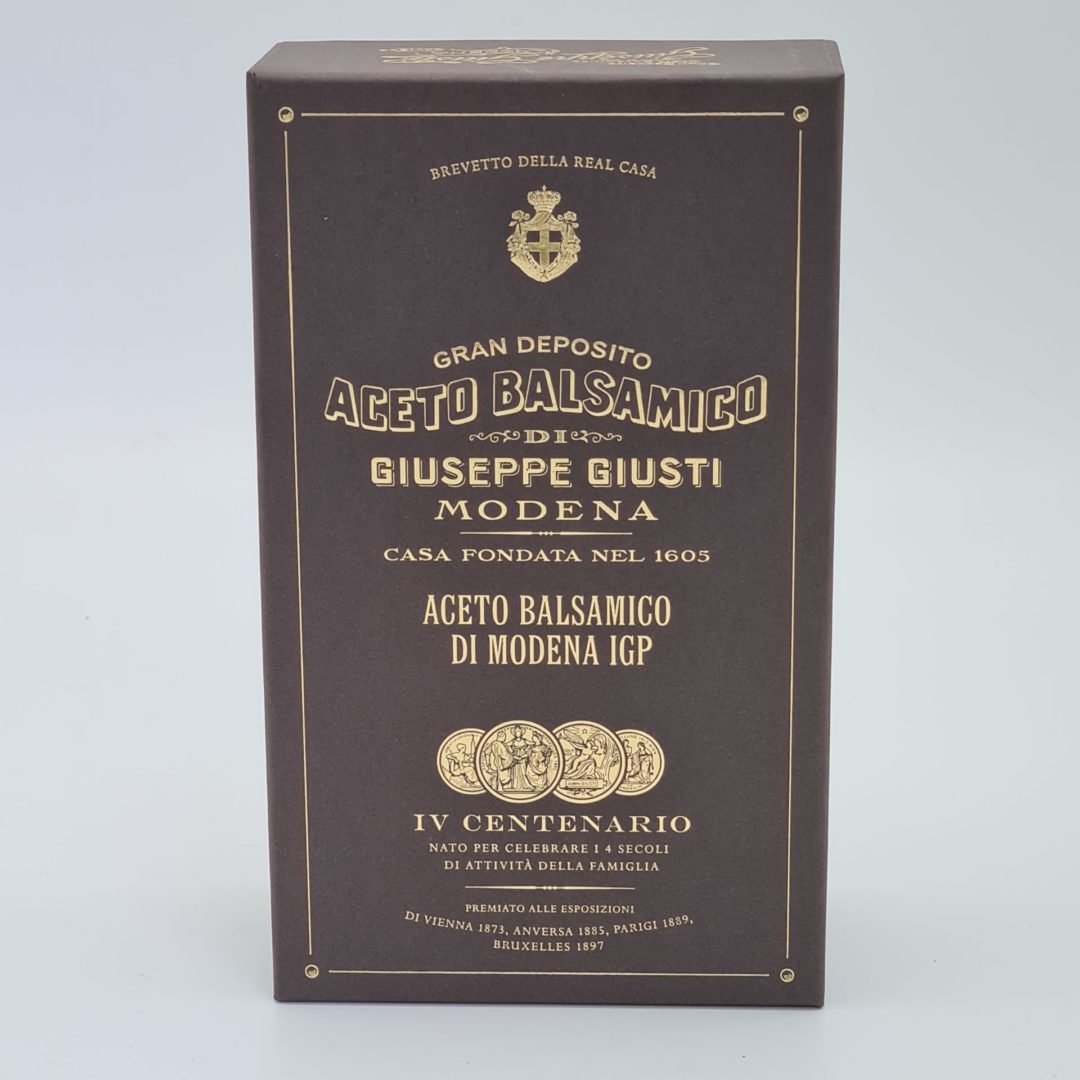 BREVETTO DELLA REAL CASA
GRAN DEPOSITO
ACETO BALSAMICO
DI
GIUSEPPE GIUSTI
MODENA
CASA FONDATA NEL 1605
ACETO BALSAMICO
DI MODENA IGP
IV CENTENARIO
NATO PER CELEBRARE I 4 SECOLI
DI ATTIVITÀ DELLA FAMIGLIA
PREMIATO ALLE ESPOSIZIONI
DI VIENNA 1873, ANVERSA 1885, PARIGI 1889,
BRUXELLES 1897